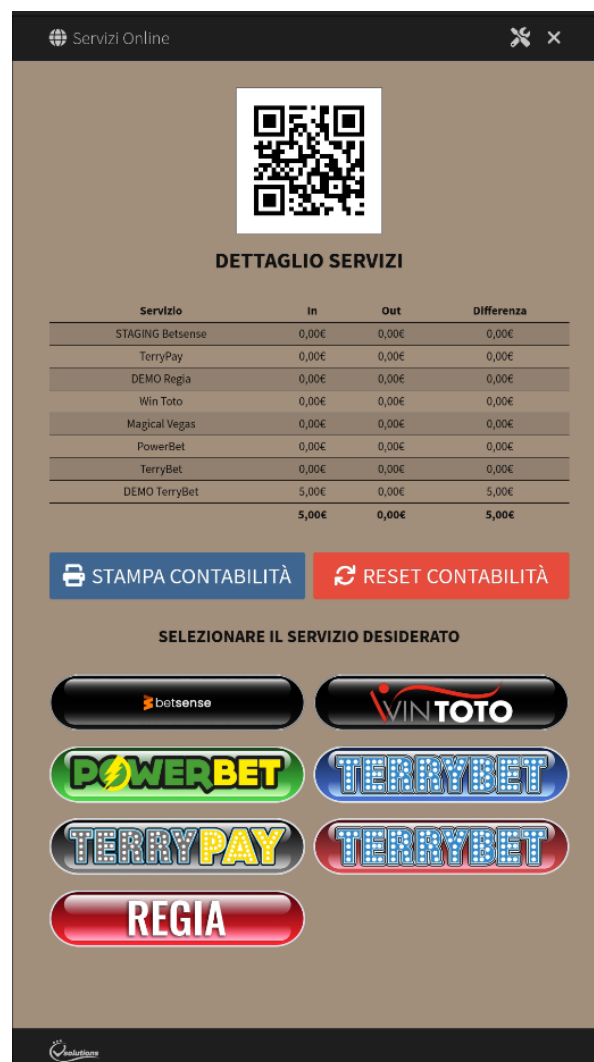 Servizi Online
DETTAGLIO SERVIZI
Servizio In Out Differenza
STAGING Betsense 0,00€ 0,00€ 0,00€
TerryPay 0,00€ 0,00€ 0,00€
DEMO Regia 0,00€ 0,00€ 0,00€
Win Toto 0,00€ 0,00€ 0,00€
Magical Vegas 0,00€ 0,00€ 0,00€
PowerBet 0,00€ 0,00€ 0,00€
TerryBet 0,00€ 0,00€ 0,00€
DEMO TerryBet 5,00€ 0,00€ 5,00€
5,00€ 0,00€ 5,00€
STAMPA CONTABILITÀ RESET CONTABILITÀ
SELEZIONARE IL SERVIZIO DESIDERATO
betsense WINTOTO
POWERBET TERRYBET
TERRYPAY TERRYBET
REGIA
solutions